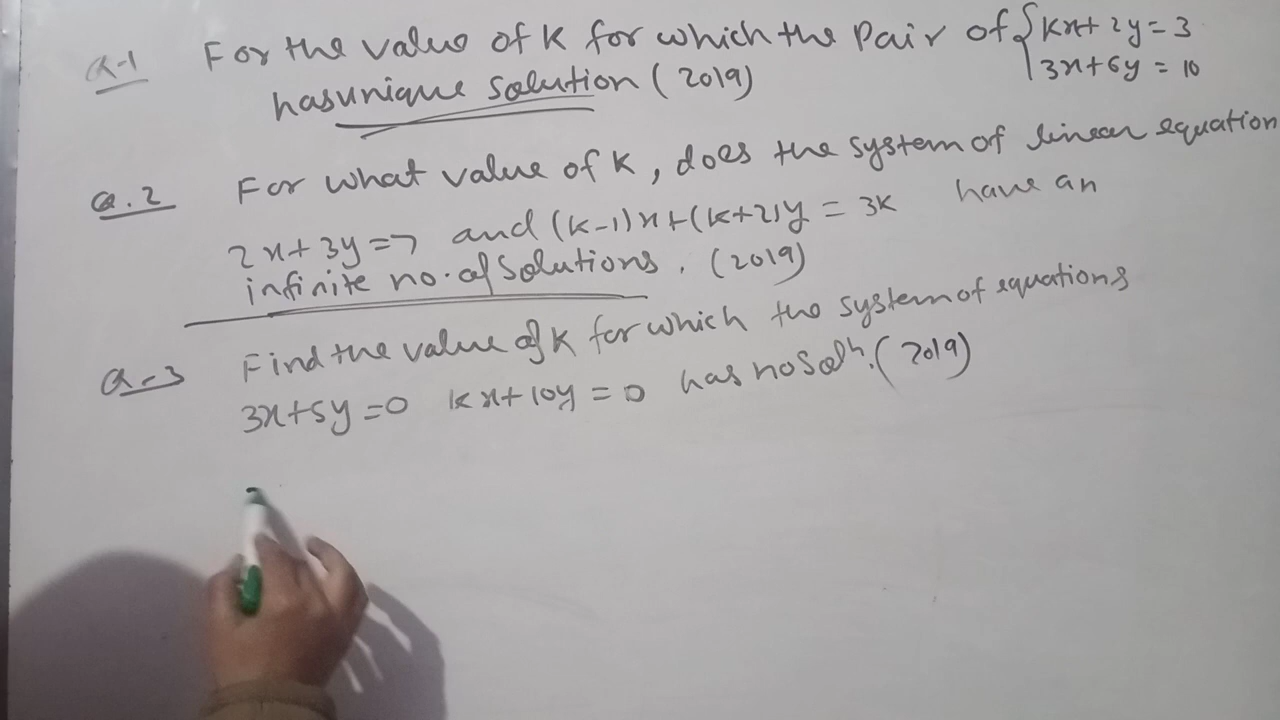 Q-1 For the value of K for which the Pair of { kx + 2y = 3
3x + 6y = 10
has unique solution (2019)
Q.2 For what value of K, does the system of linear equation
2x + 3y = 7 and (k-1)x + (k+2)y = 3k have an
infinite no. of solutions. (2019)
Q-3 Find the value of K for which the system of equations
3x + 5y = 0 kx + 10y = 0 has no solⁿ. (2019)